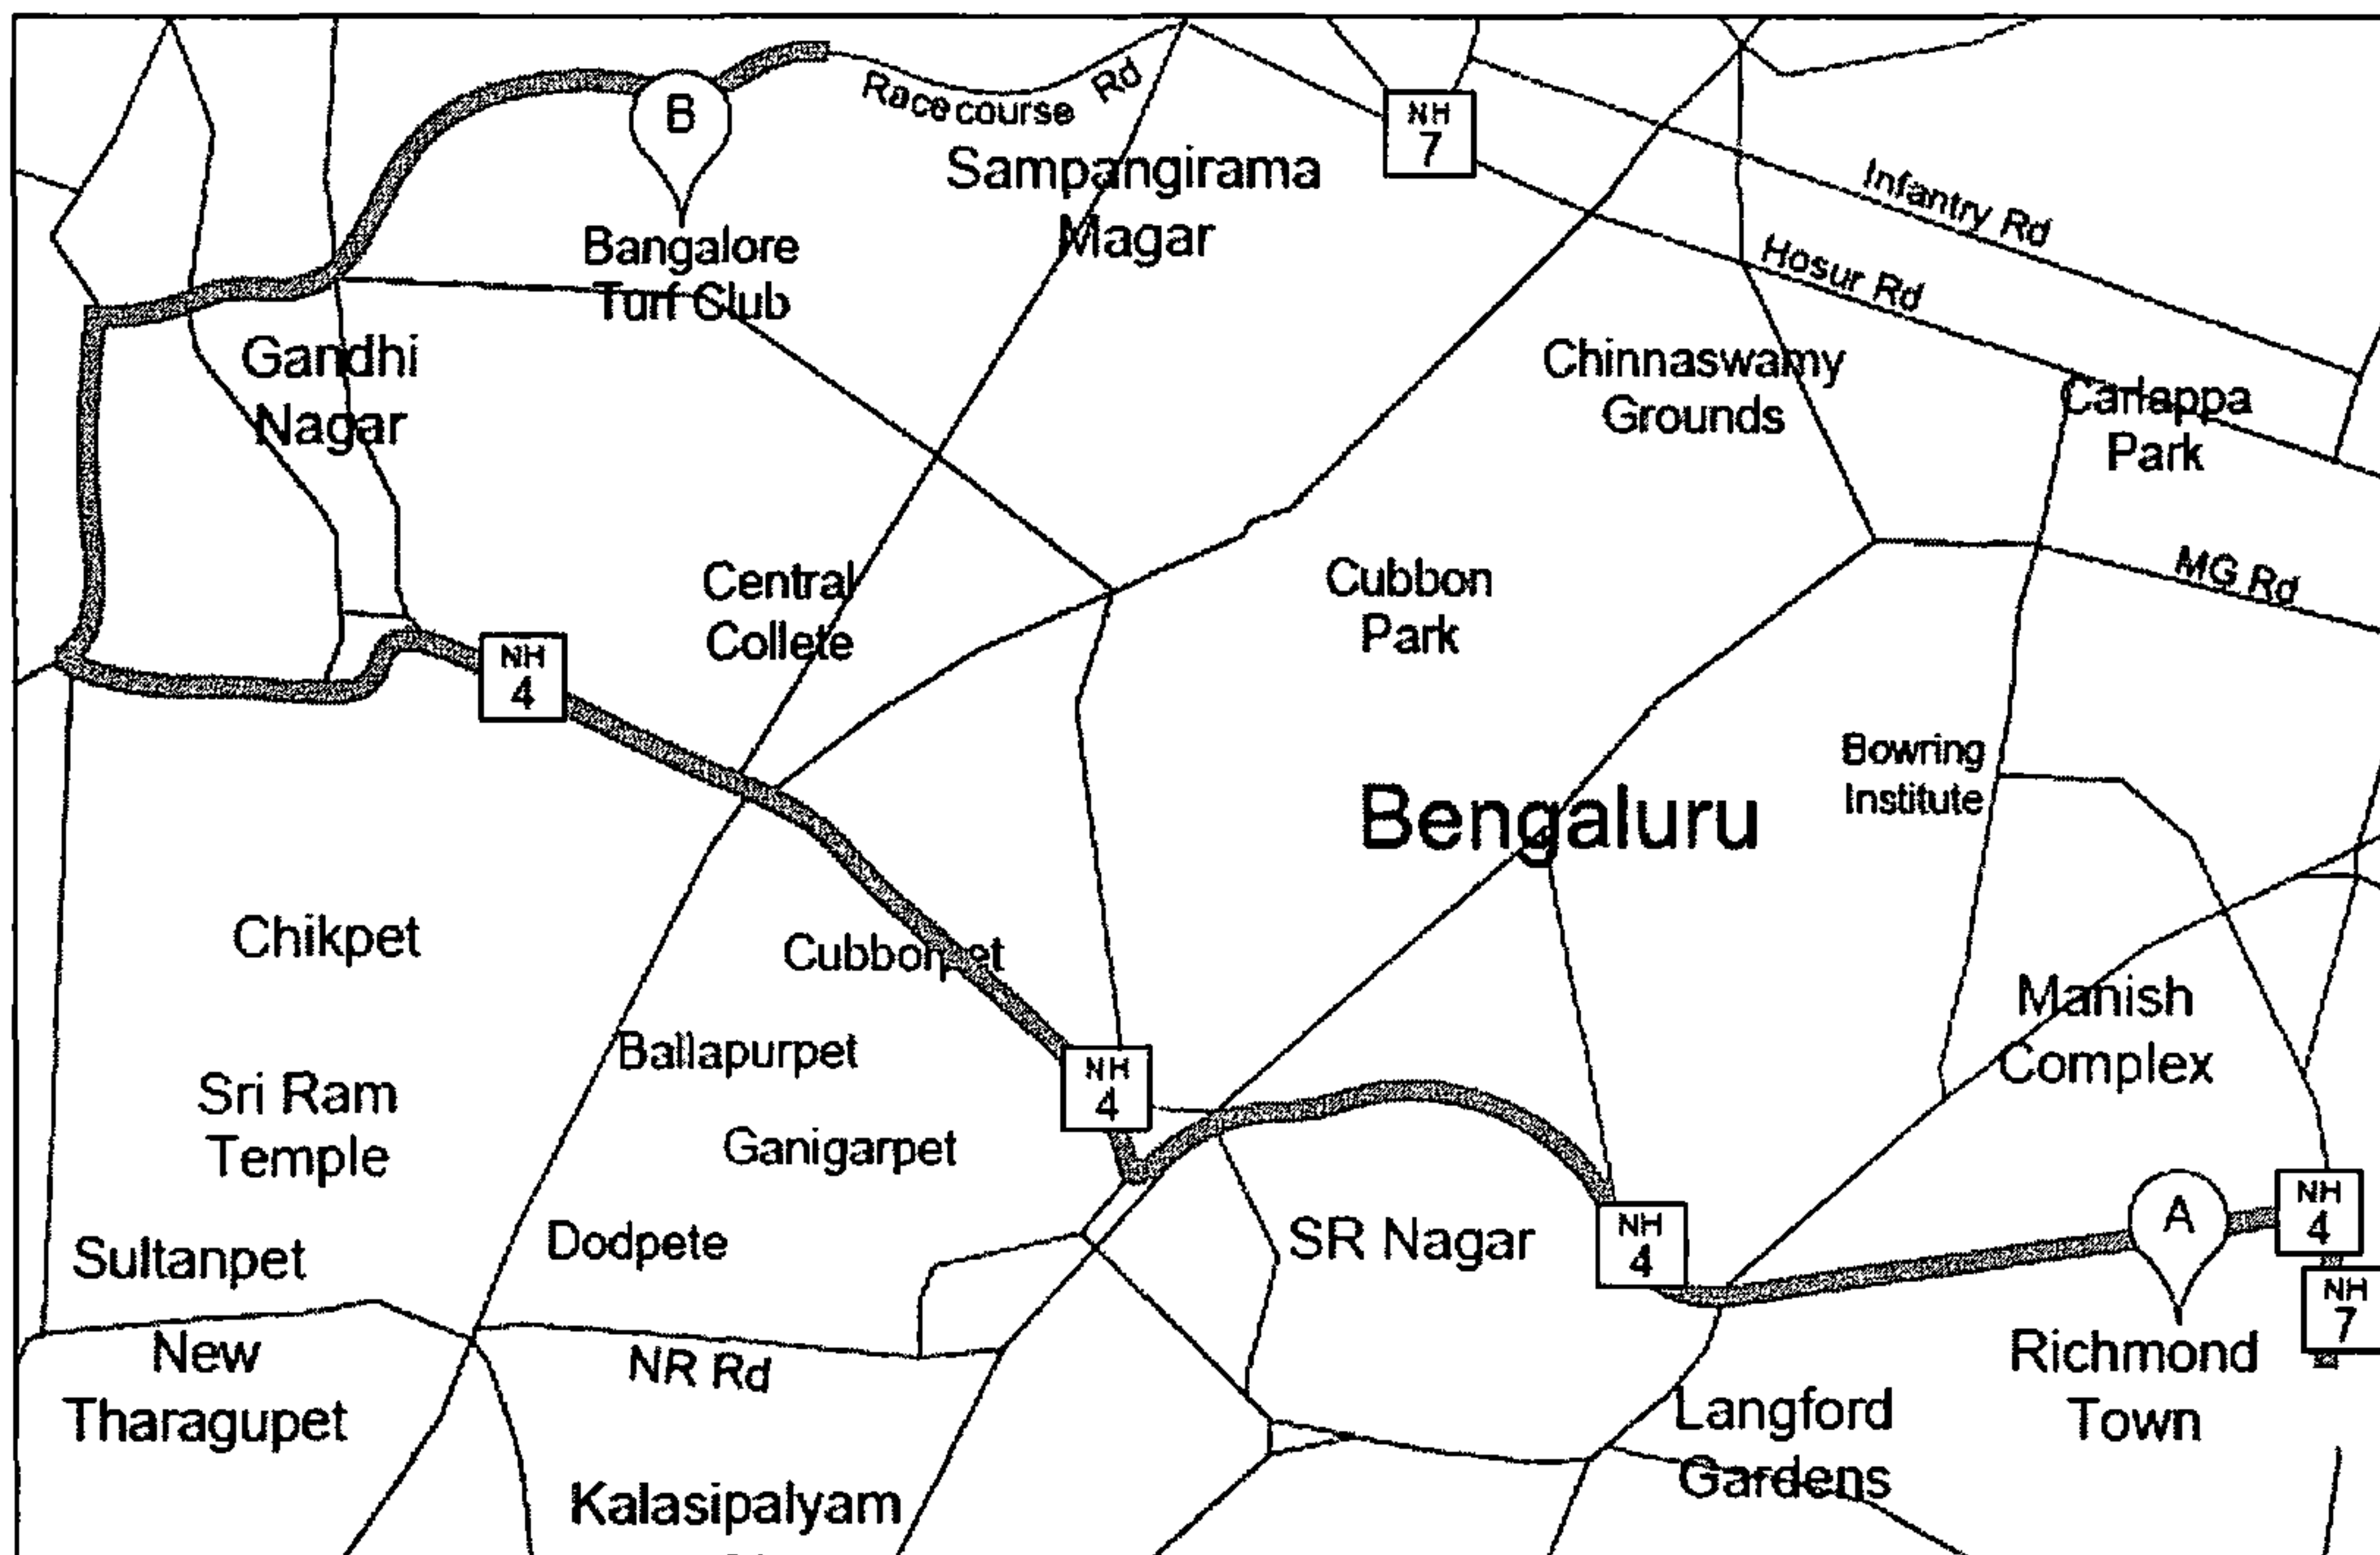 B
Racecourse Rd
NH
7
Sampangirama
Magar
Infantry Rd
Bangalore
Turf Club
Hosur Rd
Gandhi
Nagar
Chinnaswamy
Grounds
Park
Central
Collete
Cubbon
Park
MG Rd
NH
4
Bowring
Institute
Bengaluru
Chikpet
Cubbonpet
Manish
Complex
Ballapurpet
NH
4
Sri Ram
Temple
Ganigarpet
A
NH
4
Sultanpet
Dodpete
SR Nagar
NH
4
NH
7
New
Tharagupet
NR Rd
Richmond
Town
Langford
Gardens
Kalasipalyam